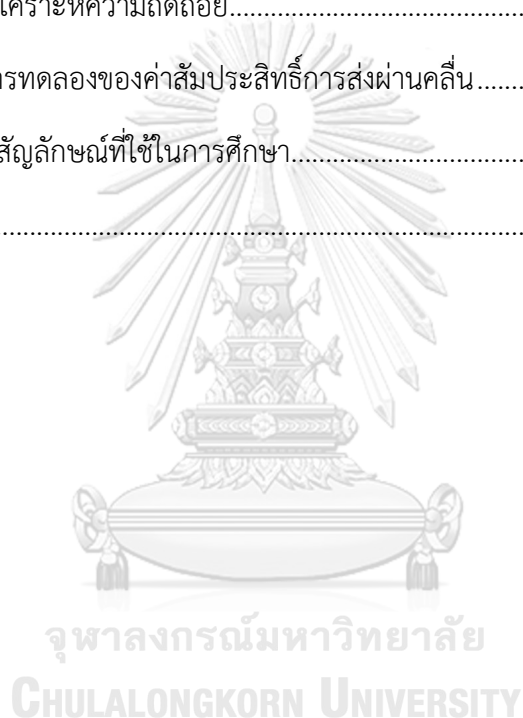 เคราะห์ความถดถอย..............................................
ารทดลองของค่าสัมประสิทธิ์การส่งผ่านคลื่น.......
สัญลักษณ์ที่ใช้ในการศึกษา....................................
................................................................................
จุฬาลงกรณ์มหาวิทยาลัย
CHULALONGKORN UNIVERSITY